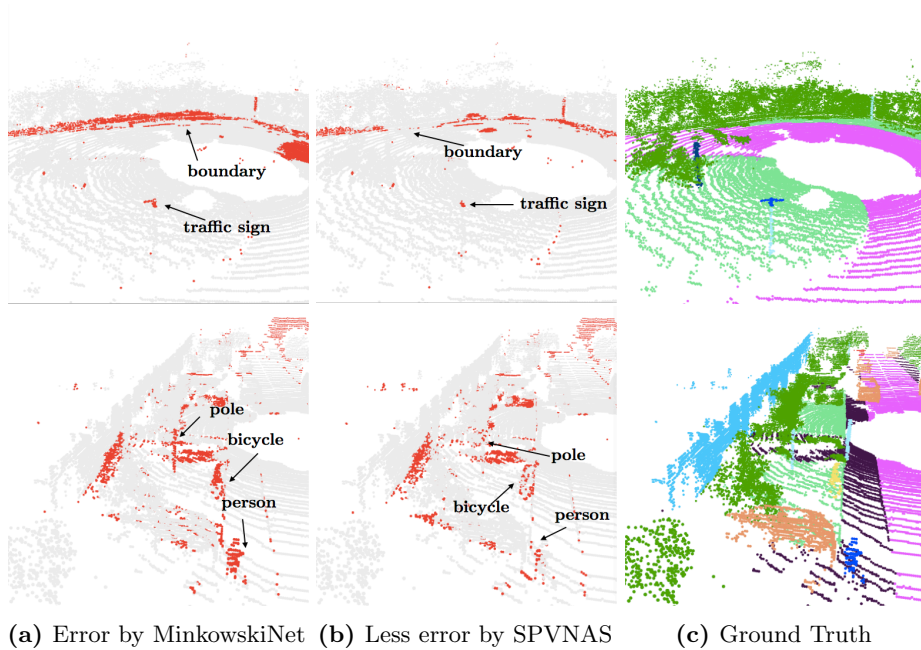 boundary
boundary
traffic sign
traffic sign
pole
bicycle
person
pole
bicycle
person
(a) Error by MinkowskiNet (b) Less error by SPVNAS (c) Ground Truth